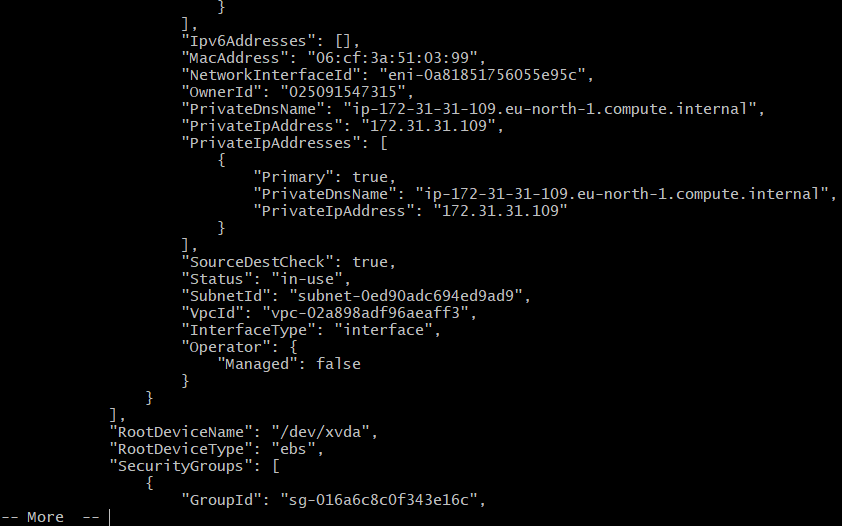 }
],
"Ipv6Addresses": [],
"MacAddress": "06:cf:3a:51:03:99",
"NetworkInterfaceId": "eni-0a81851756055e95c",
"OwnerId": "025091547315",
"PrivateDnsName": "ip-172-31-31-109.eu-north-1.compute.internal",
"PrivateIpAddress": "172.31.31.109",
"PrivateIpAddresses": [
{
"Primary": true,
"PrivateDnsName": "ip-172-31-31-109.eu-north-1.compute.internal",
"PrivateIpAddress": "172.31.31.109"
}
],
"SourceDestCheck": true,
"Status": "in-use",
"SubnetId": "subnet-0ed90adc694ed9ad9",
"VpcId": "vpc-02a898adf96aeaff3",
"InterfaceType": "interface",
"Operator": {
"Managed": false
}
}
],
"RootDeviceName": "/dev/xvda",
"RootDeviceType": "ebs",
"SecurityGroups": [
{
"GroupId": "sg-016a6c8c0f343e16c",
-- More  --